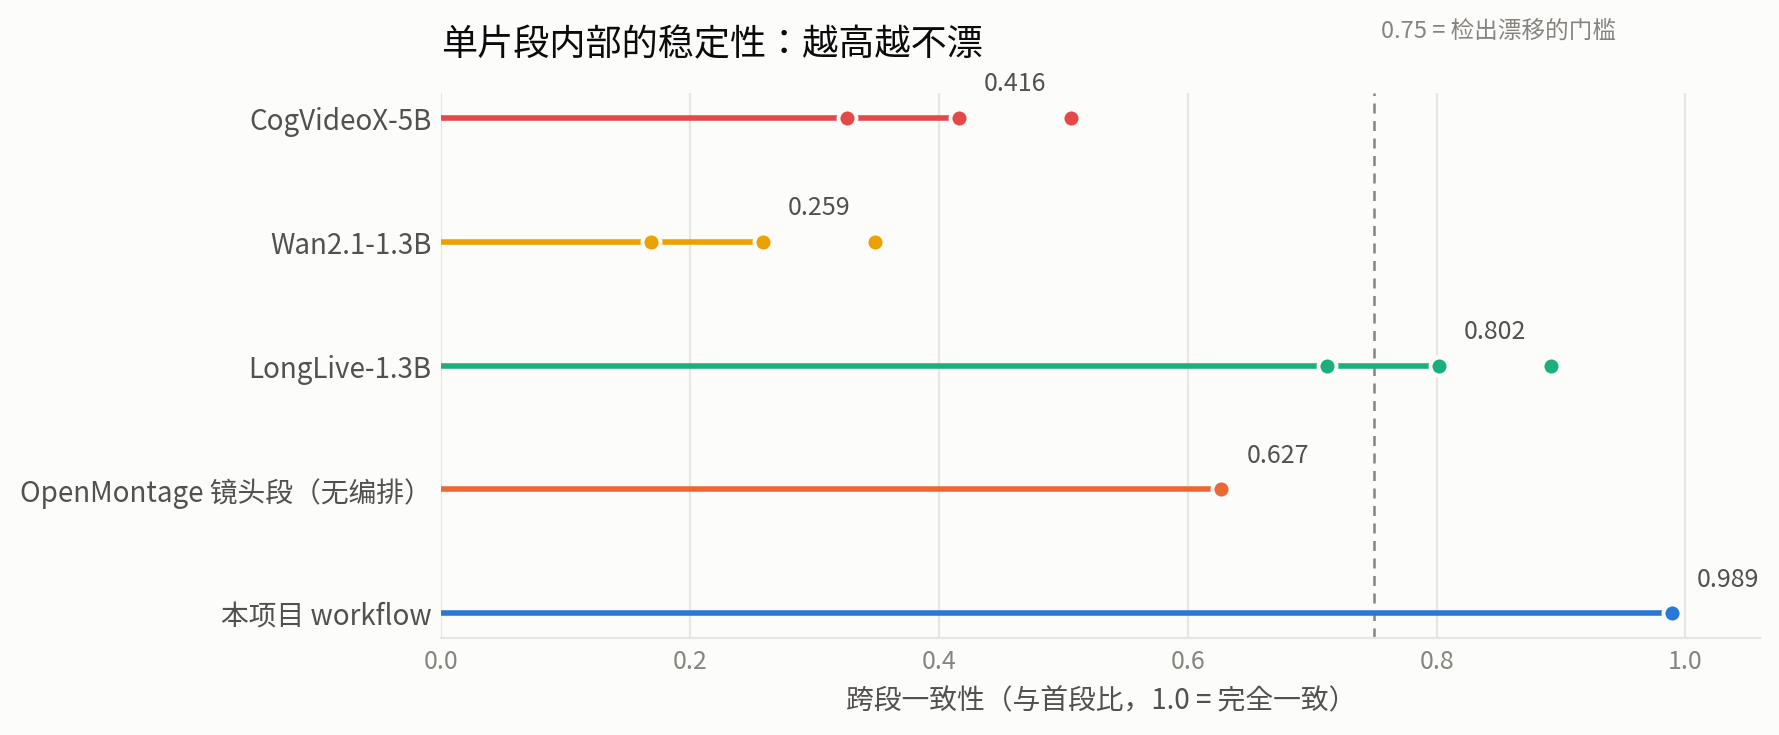 单片段内部的稳定性：越高越不漂
0.75 = 检出漂移的门槛
CogVideoX-5B
0.416
Wan2.1-1.3B
0.259
LongLive-1.3B
0.802
OpenMontage 镜头段（无编排）
0.627
本项目 workflow
0.989
0.0 0.2 0.4 0.6 0.8 1.0
跨段一致性（与首段比，1.0 = 完全一致）